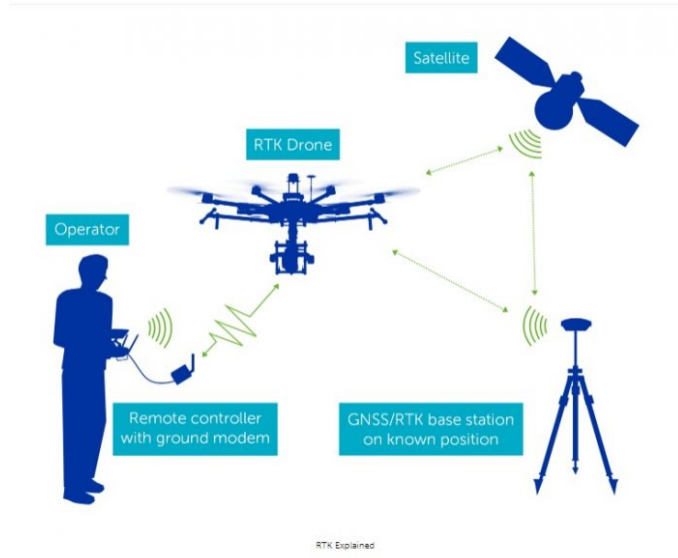 Satellite
RTK Drone
Operator
Remote controller
with ground modem
GNSS/RTK base station
on known position
RTK Explained